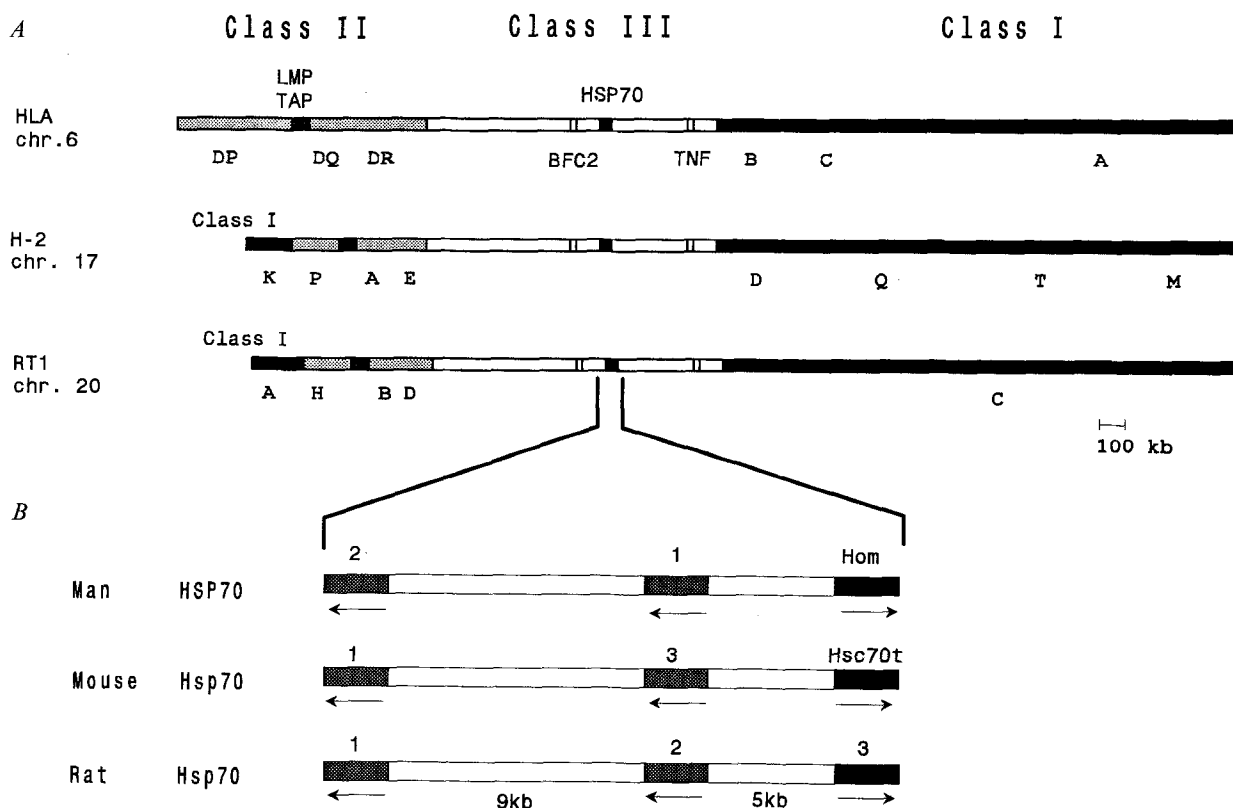 A Class II Class III Class I
LMP
TAP HSP70
HLA
chr.6
DP DQ DR BFC2 TNF B C A
Class I
H-2
chr. 17
K P A E D Q T M
Class I
RT1
chr. 20
A H B D C
100 kb
B
2 1 Hom
Man HSP70
1 3 Hsc70t
Mouse Hsp70
1 2 3
Rat Hsp70
9kb 5kb